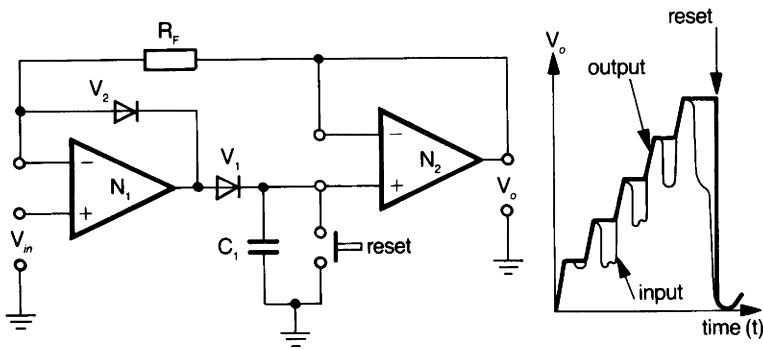 R_F
V_2
−
N_1
+
V_1
V_in
C_1
reset
−
N_2
+
V_o
V_o
reset
output
input
time (t)